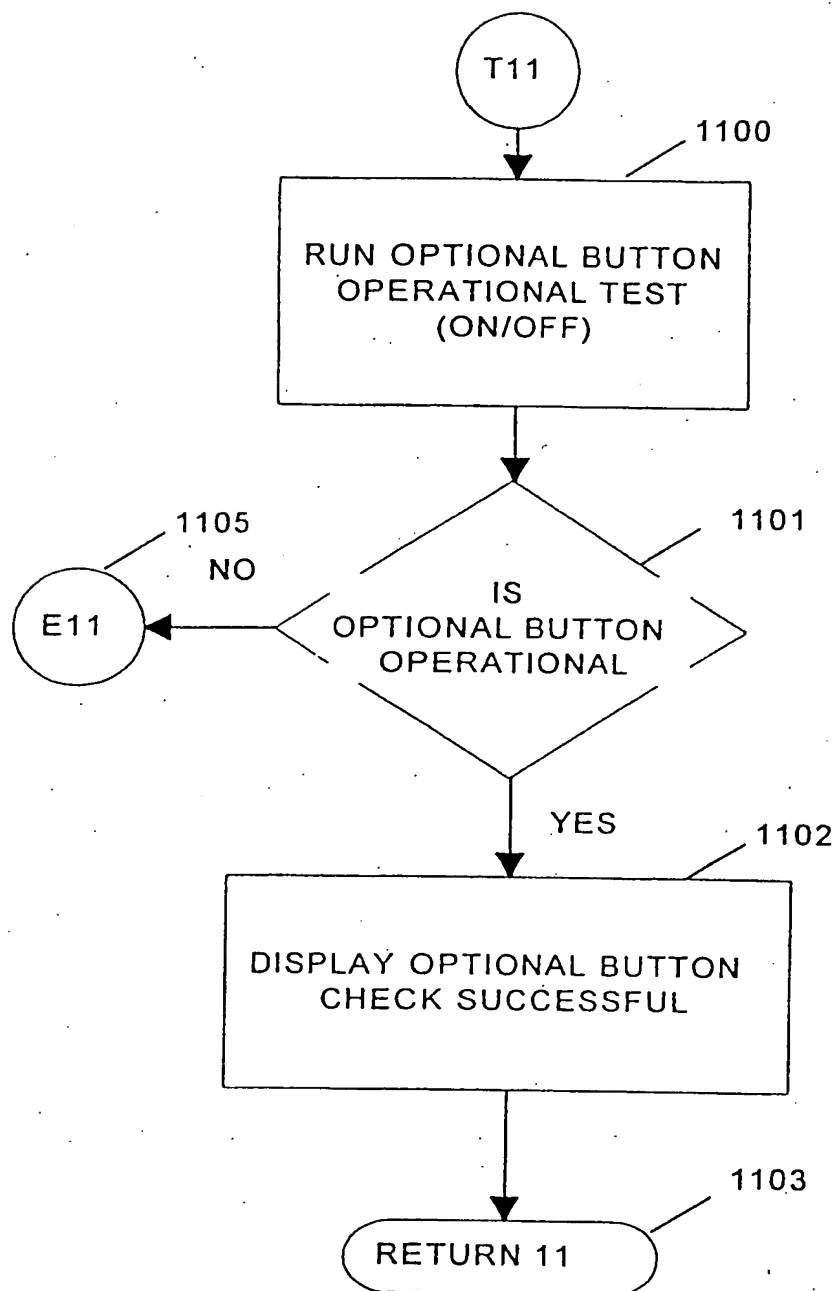 T11
1100
RUN OPTIONAL BUTTON
OPERATIONAL TEST
(ON/OFF)
1105
1101
NO
E11
IS
OPTIONAL BUTTON
OPERATIONAL
YES
1102
DISPLAY OPTIONAL BUTTON
CHECK SUCCESSFUL
1103
RETURN 11